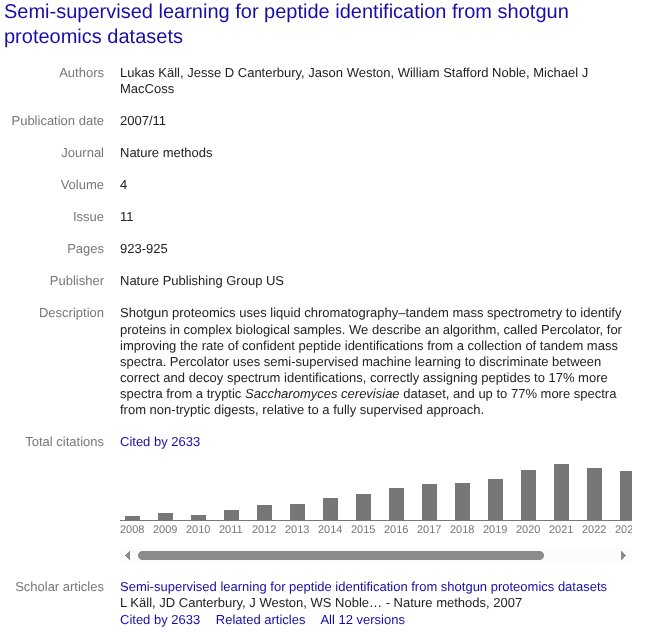 Semi-supervised learning for peptide identification from shotgun
proteomics datasets
Authors Lukas Käll, Jesse D Canterbury, Jason Weston, William Stafford Noble, Michael J
MacCoss
Publication date 2007/11
Journal Nature methods
Volume 4
Issue 11
Pages 923-925
Publisher Nature Publishing Group US
Description Shotgun proteomics uses liquid chromatography–tandem mass spectrometry to identify
proteins in complex biological samples. We describe an algorithm, called Percolator, for
improving the rate of confident peptide identifications from a collection of tandem mass
spectra. Percolator uses semi-supervised machine learning to discriminate between
correct and decoy spectrum identifications, correctly assigning peptides to 17% more
spectra from a tryptic Saccharomyces cerevisiae dataset, and up to 77% more spectra
from non-tryptic digests, relative to a fully supervised approach.
Total citations Cited by 2633
2008 2009 2010 2011 2012 2013 2014 2015 2016 2017 2018 2019 2020 2021 2022 202
Scholar articles Semi-supervised learning for peptide identification from shotgun proteomics datasets
L Käll, JD Canterbury, J Weston, WS Noble… - Nature methods, 2007
Cited by 2633 Related articles All 12 versions